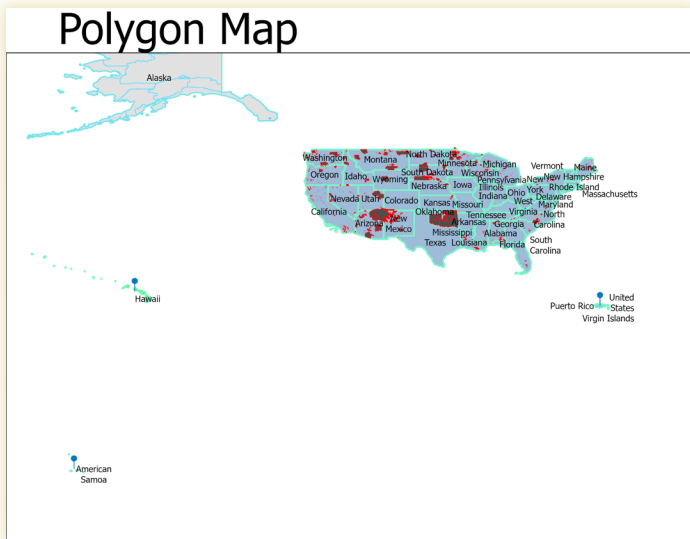 Polygon Map
Alaska
Washington
Montana
North Dakota
Minnesota
Michigan
Vermont
Maine
Oregon
Idaho
Wyoming
South Dakota
Wisconsin
Pennsylvania
New York
New Hampshire
Nebraska
Iowa
Illinois
Rhode Island
Massachusetts
Nevada
Utah
Colorado
Kansas
Missouri
Indiana
Ohio
West Virginia
Delaware
Maryland
California
Arizona
New Mexico
Oklahoma
Arkansas
Tennessee
North
Carolina
Georgia
Mississippi
Alabama
Texas
Louisiana
Florida
South
Carolina
Hawaii
Puerto Rico
United
States
Virgin Islands
American
Samoa